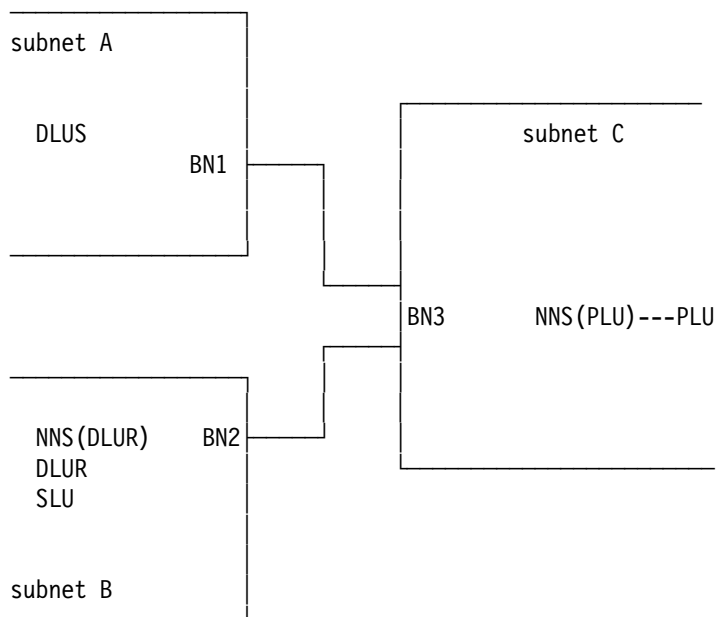 subnet A
DLUS
subnet C
BN1
BN3 NNS(PLU)---PLU
NNS(DLUR) BN2
DLUR
SLU
subnet B